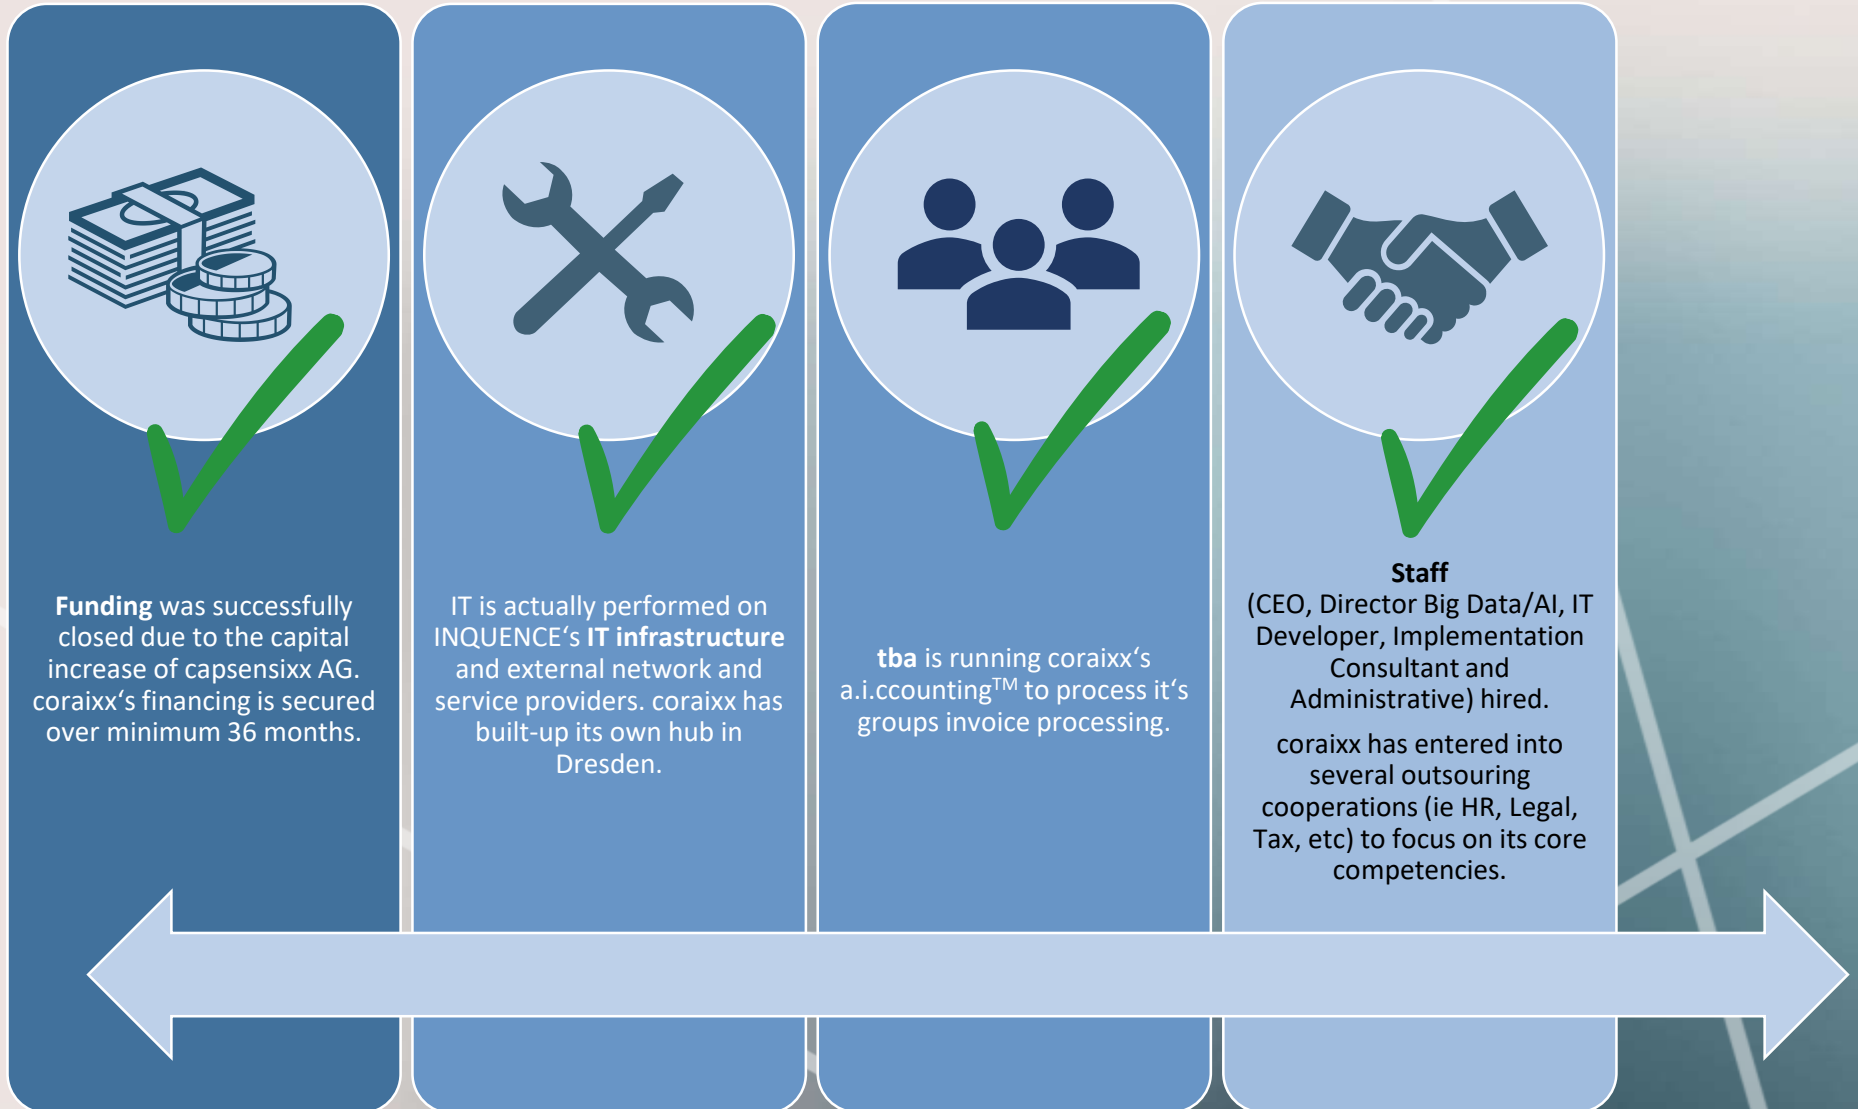 Funding was successfully
closed due to the capital
increase of capsensixx AG.
coraixx‘s financing is secured
over minimum 36 months.
IT is actually performed on
INQUENCE‘s IT infrastructure
and external network and
service providers. coraixx has
built-up its own hub in
Dresden.
tba is running coraixx‘s
a.i.ccounting™ to process it‘s
groups invoice processing.
Staff
(CEO, Director Big Data/AI, IT
Developer, Implementation
Consultant and
Administrative) hired.
coraixx has entered into
several outsouring
cooperations (ie HR, Legal,
Tax, etc) to focus on its core
competencies.